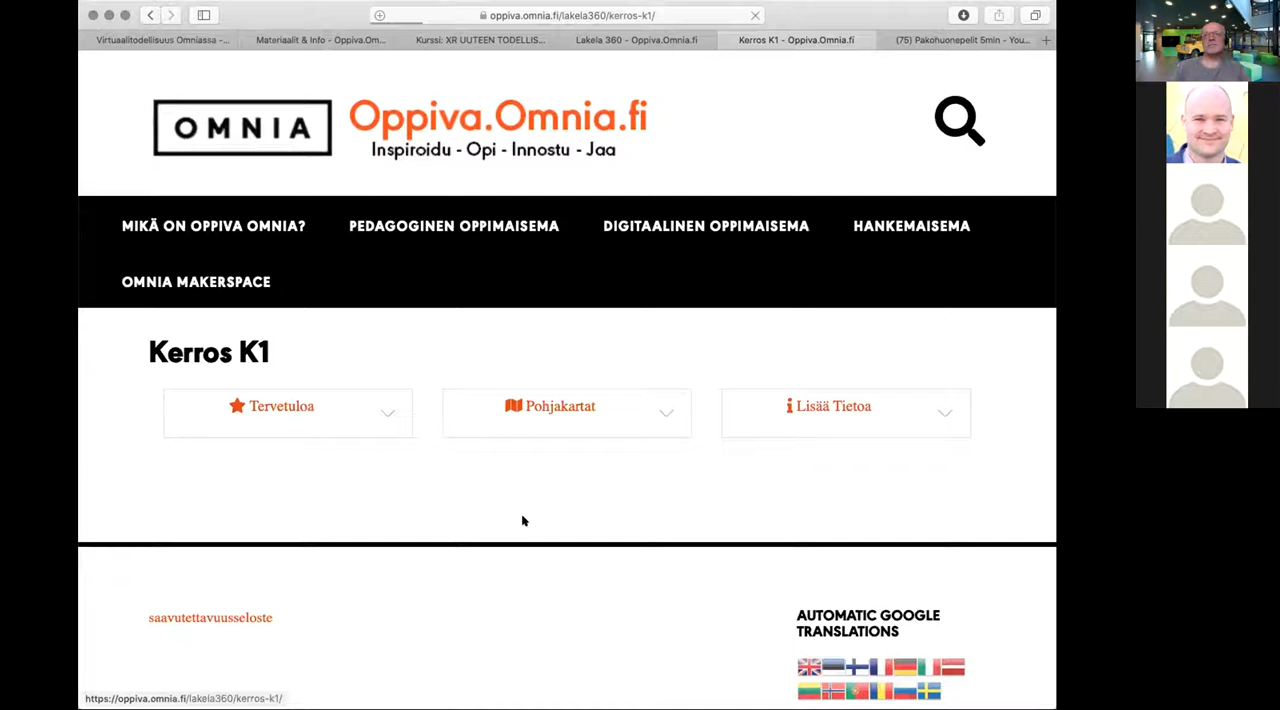 oppiva.omnia.fi/lakela360/kerros-k1/
Virtuaalitodellisuus Omniassa -...
Materiaalit & Info - Oppiva.Om...
Kurssi: XR UUTEEN TODELLIS...
Lakela 360 - Oppiva.Omnia.fi
Kerros K1 - Oppiva.Omnia.fi
(75) Pakohuonepelit 5min - You...
OMNIA
Oppiva.Omnia.fi
Inspiroidu - Opi - Innostu - Jaa
MIKÄ ON OPPIVA OMNIA?
PEDAGOGINEN OPPIMAISEMA
DIGITAALINEN OPPIMAISEMA
HANKEMAISEMA
OMNIA MAKERSPACE
Kerros K1
Tervetuloa
Pohjakartat
Lisää Tietoa
saavutettavuusseloste
AUTOMATIC GOOGLE
TRANSLATIONS
https://oppiva.omnia.fi/lakela360/kerros-k1/